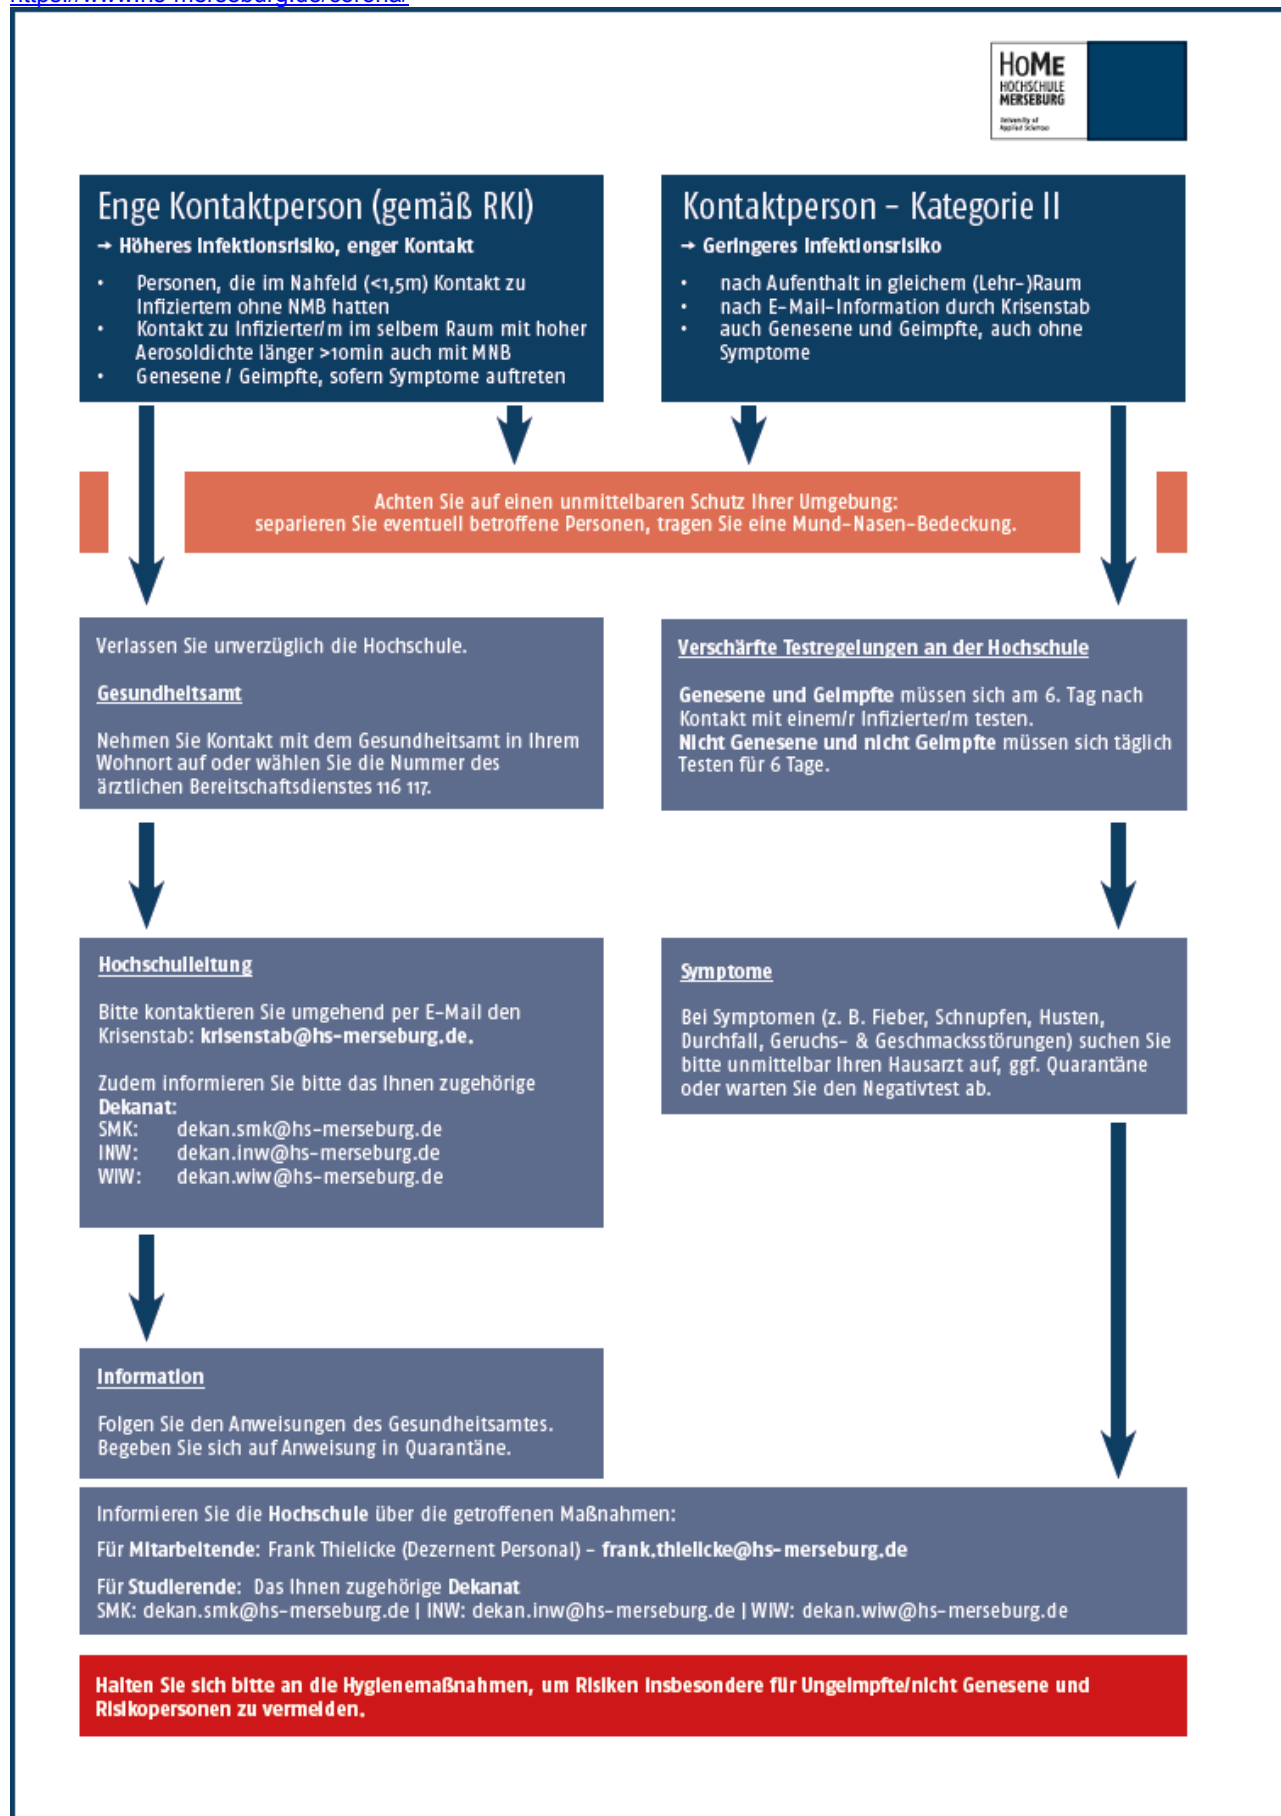 https://www.hs-merseburg.de/corona/
HOME
HOCHSCHULE
MERSEBURG
University of
Applied Sciences
Enge Kontaktperson (gemäß RKI)
→ Höheres Infektionsrisiko, enger Kontakt
• Personen, die im Nahfeld (<1,5m) Kontakt zu
Infiziertem ohne NMB hatten
• Kontakt zu Infizierter/m im selbem Raum mit hoher
Aerosoldichte länger >10min auch mit MNB
• Genesene / Geimpfte, sofern Symptome auftreten
Kontaktperson - Kategorie II
→ Geringeres Infektionsrisiko
• nach Aufenthalt in gleichem (Lehr-)Raum
• nach E-Mail-Information durch Krisenstab
• auch Genesene und Geimpfte, auch ohne
Symptome
Achten Sie auf einen unmittelbaren Schutz Ihrer Umgebung:
separieren Sie eventuell betroffene Personen, tragen Sie eine Mund-Nasen-Bedeckung.
Verlassen Sie unverzüglich die Hochschule.
Gesundheitsamt
Nehmen Sie Kontakt mit dem Gesundheitsamt in Ihrem
Wohnort auf oder wählen Sie die Nummer des
ärztlichen Bereitschaftsdienstes 116 117.
Verschärfte Testregelungen an der Hochschule
Genesene und Geimpfte müssen sich am 6. Tag nach
Kontakt mit einem/r Infizierter/m testen.
Nicht Genesene und nicht Geimpfte müssen sich täglich
Testen für 6 Tage.
Hochschulleitung
Bitte kontaktieren Sie umgehend per E-Mail den
Krisenstab: krisenstab@hs-merseburg.de.
Zudem informieren Sie bitte das Ihnen zugehörige
Dekanat:
SMK: dekan.smk@hs-merseburg.de
INW: dekan.inw@hs-merseburg.de
WIW: dekan.wiw@hs-merseburg.de
Symptome
Bei Symptomen (z. B. Fieber, Schnupfen, Husten,
Durchfall, Geruchs- & Geschmacksstörungen) suchen Sie
bitte unmittelbar Ihren Hausarzt auf, ggf. Quarantäne
oder warten Sie den Negativtest ab.
Information
Folgen Sie den Anweisungen des Gesundheitsamtes.
Begeben Sie sich auf Anweisung in Quarantäne.
Informieren Sie die Hochschule über die getroffenen Maßnahmen:
Für Mitarbeitende: Frank Thielicke (Dezernent Personal) - frank.thielicke@hs-merseburg.de
Für Studierende: Das Ihnen zugehörige Dekanat
SMK: dekan.smk@hs-merseburg.de | INW: dekan.inw@hs-merseburg.de | WIW: dekan.wiw@hs-merseburg.de
Halten Sie sich bitte an die Hygienemaßnahmen, um Risiken insbesondere für Ungeimpfte/nicht Genesene und
Risikopersonen zu vermeiden.